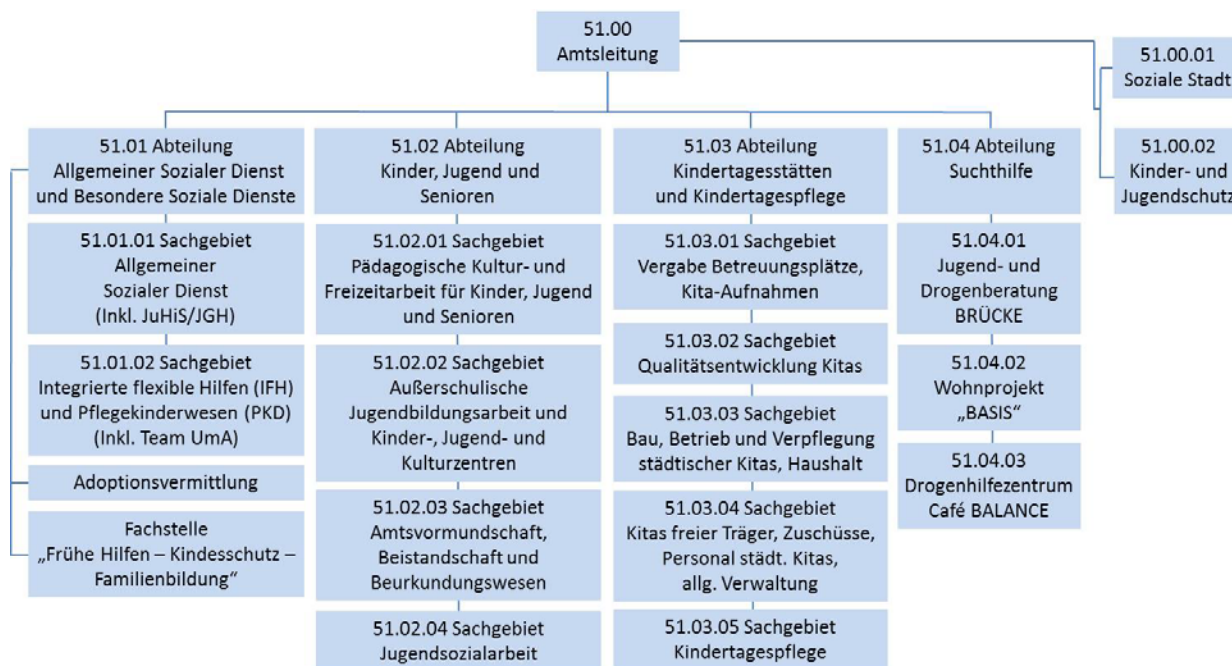 51.00
Amtsleitung
51.00.01
Soziale Stadt
51.00.02
Kinder- und
Jugendschutz
51.01 Abteilung
Allgemeiner Sozialer Dienst
und Besondere Soziale Dienste
51.01.01 Sachgebiet
Allgemeiner
Sozialer Dienst
(Inkl. JuHiS/JGH)
51.01.02 Sachgebiet
Integrierte flexible Hilfen (IFH)
und Pflegekinderwesen (PKD)
(Inkl. Team UmA)
Adoptionsvermittlung
Fachstelle
„Frühe Hilfen – Kindesschutz –
Familienbildung“
51.02 Abteilung
Kinder, Jugend und
Senioren
51.02.01 Sachgebiet
Pädagogische Kultur- und
Freizeitarbeit für Kinder, Jugend
und Senioren
51.02.02 Sachgebiet
Außerschulische
Jugendbildungsarbeit und
Kinder-, Jugend- und
Kulturzentren
51.02.03 Sachgebiet
Amtsvormundschaft,
Beistandschaft und
Beurkundungswesen
51.02.04 Sachgebiet
Jugendsozialarbeit
51.03 Abteilung
Kindertagesstätten
und Kindertagespflege
51.03.01 Sachgebiet
Vergabe Betreuungsplätze,
Kita-Aufnahmen
51.03.02 Sachgebiet
Qualitätsentwicklung Kitas
51.03.03 Sachgebiet
Bau, Betrieb und Verpflegung
städtischer Kitas, Haushalt
51.03.04 Sachgebiet
Kitas freier Träger, Zuschüsse,
Personal städt. Kitas,
allg. Verwaltung
51.03.05 Sachgebiet
Kindertagespflege
51.04 Abteilung
Suchthilfe
51.04.01
Jugend- und
Drogenberatung
BRÜCKE
51.04.02
Wohnprojekt
„BASIS“
51.04.03
Drogenhilfezentrum
Café BALANCE